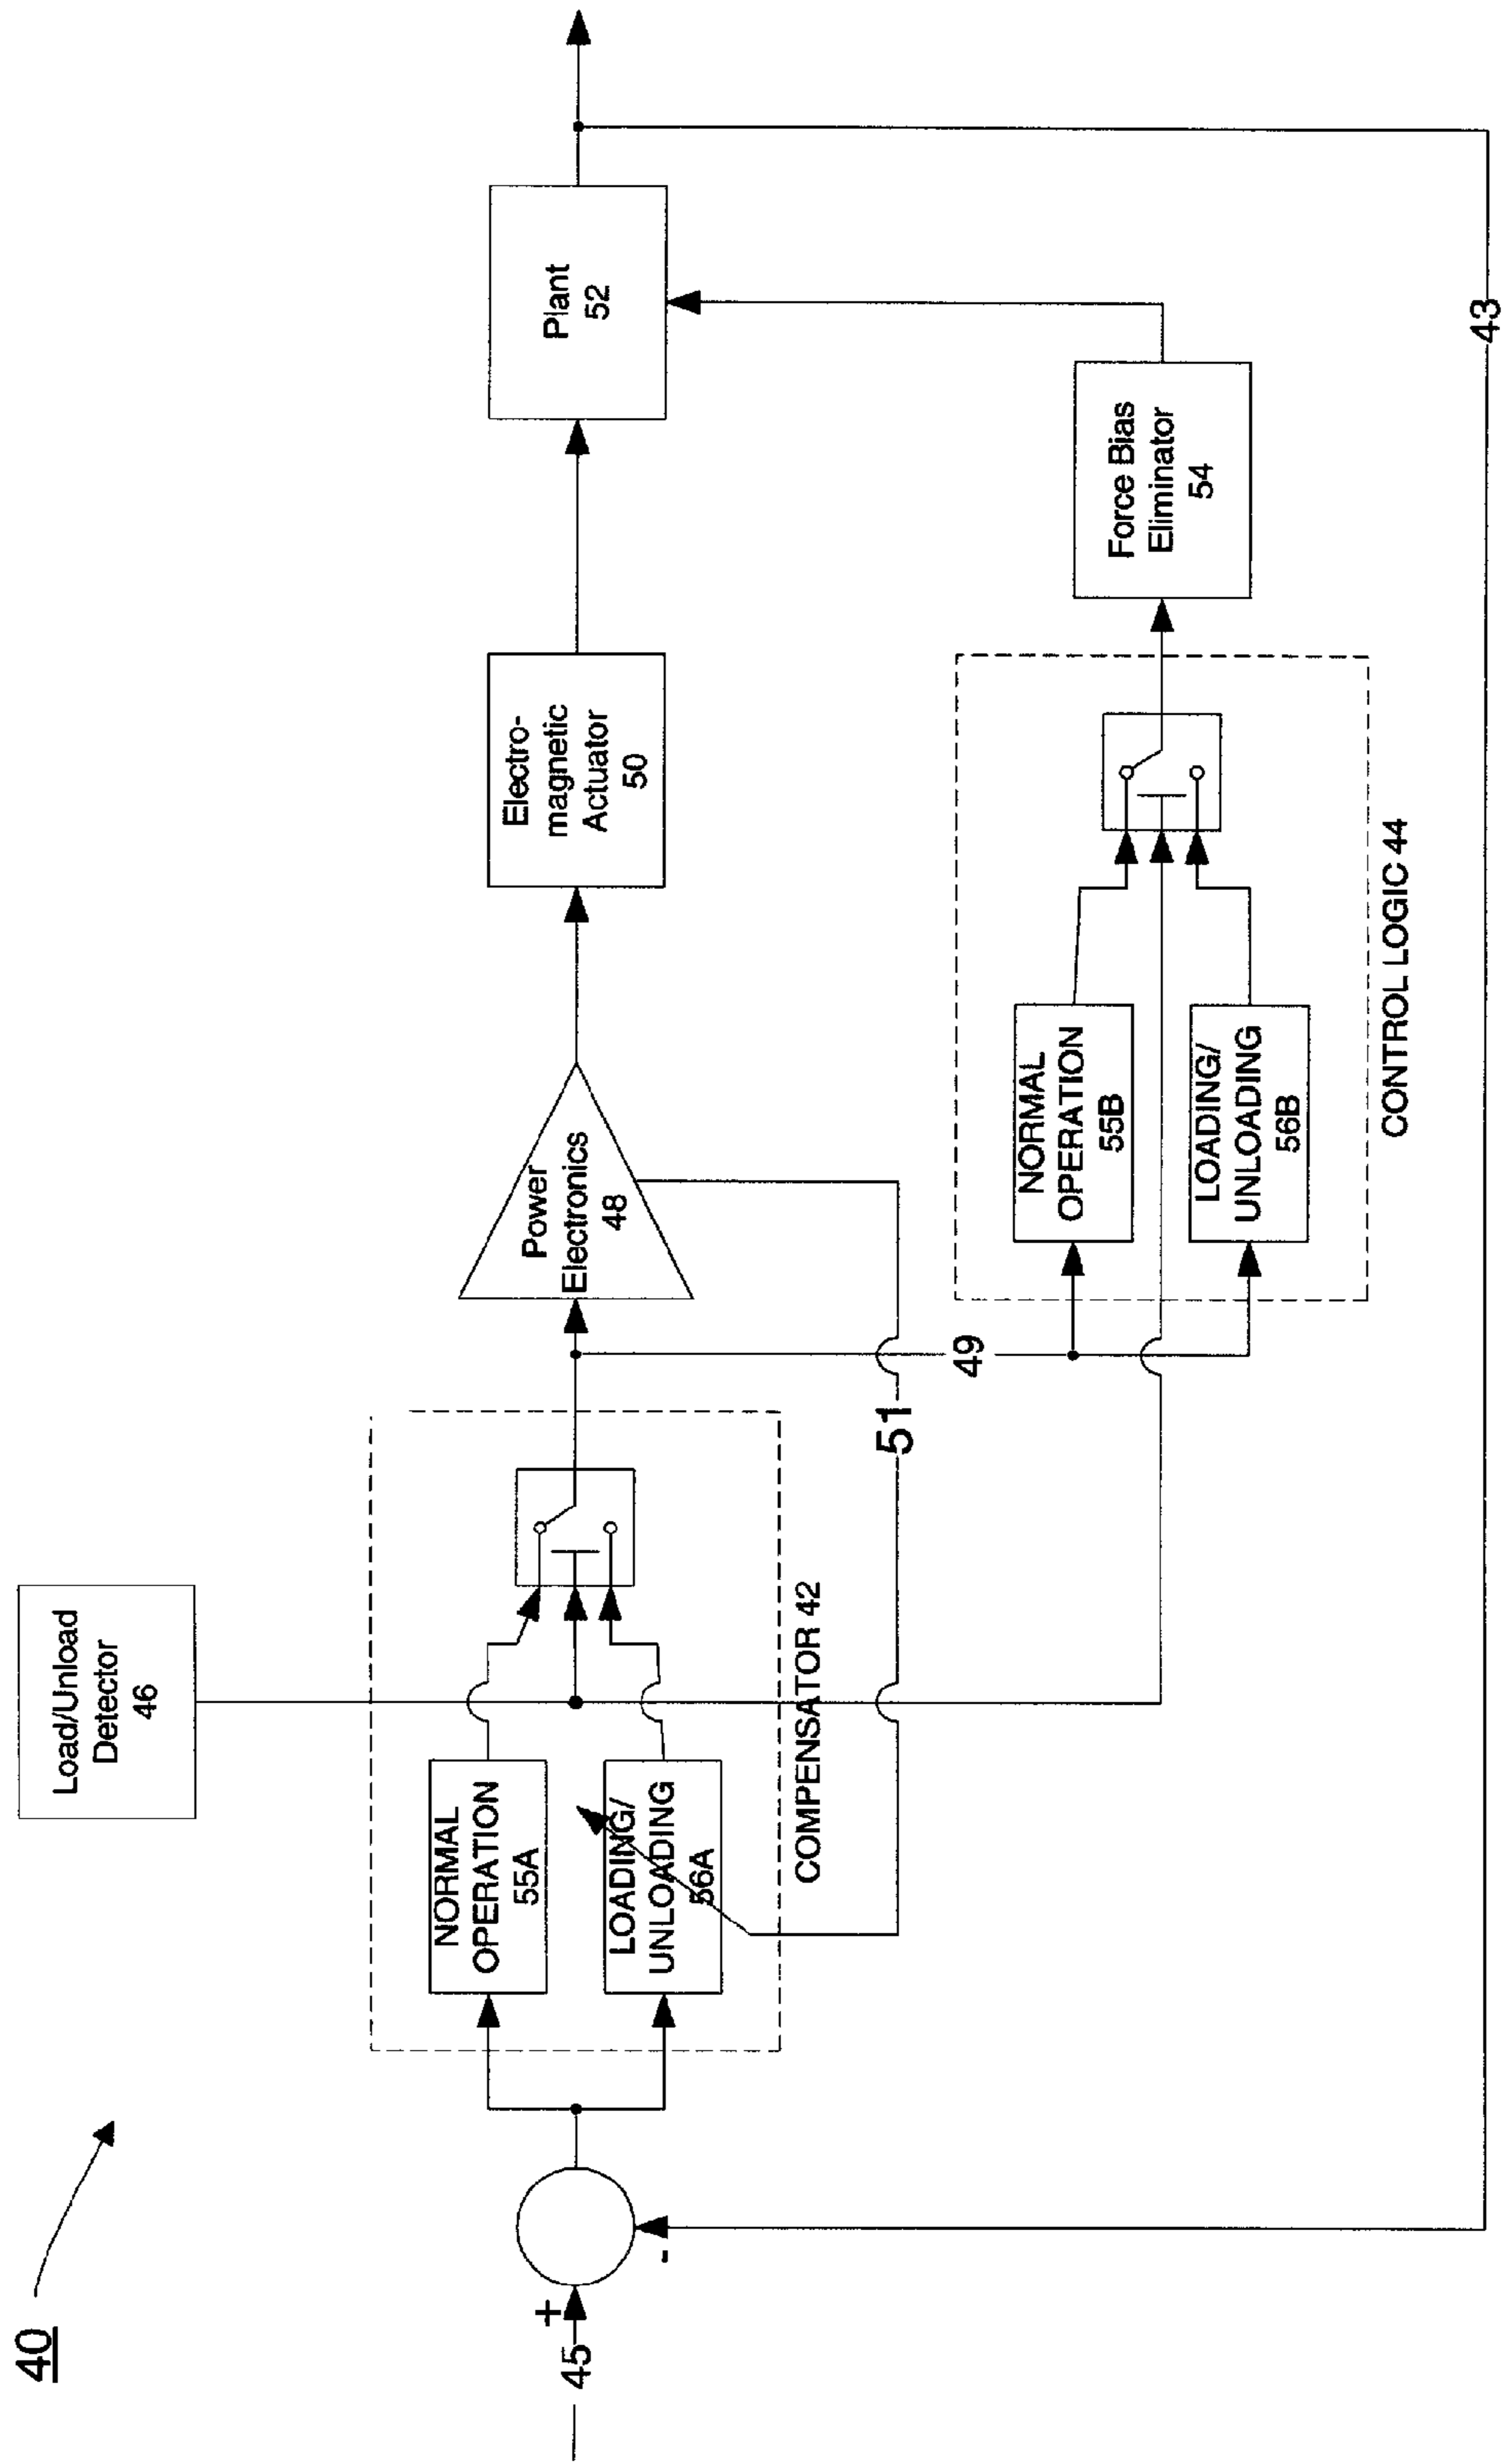 40
Load/Unload
Detector
46
45
+
-
NORMAL
OPERATION
55A
LOADING/
UNLOADING
56A
COMPENSATOR 42
Power
Electronics
48
Electro-
magnetic
Actuator
50
Plant
52
51
49
NORMAL
OPERATION
55B
LOADING/
UNLOADING
56B
CONTROL LOGIC 44
Force Bias
Eliminator
54
43